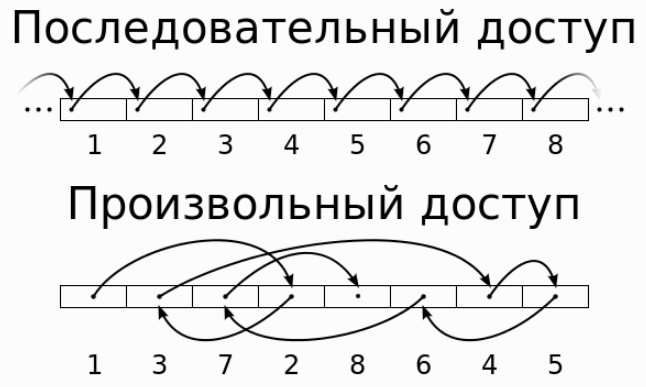 Последовательный доступ
... ...
1 2 3 4 5 6 7 8
Произвольный доступ
1 3 7 2 8 6 4 5